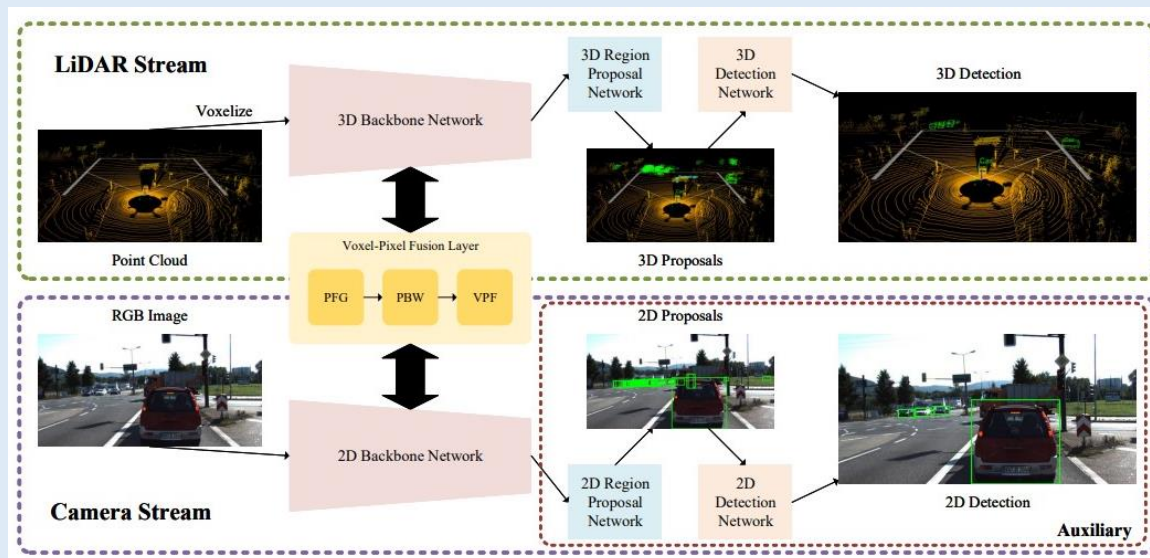 LiDAR Stream
Voxelize
Point Cloud
3D Backbone Network
3D Region
Proposal
Network
3D
Detection
Network
3D Proposals
3D Detection
Voxel-Pixel Fusion Layer
PFG
PBW
VPF
RGB Image
Camera Stream
2D Backbone Network
2D Proposals
2D Region
Proposal
Network
2D
Detection
Network
2D Detection
Auxiliary